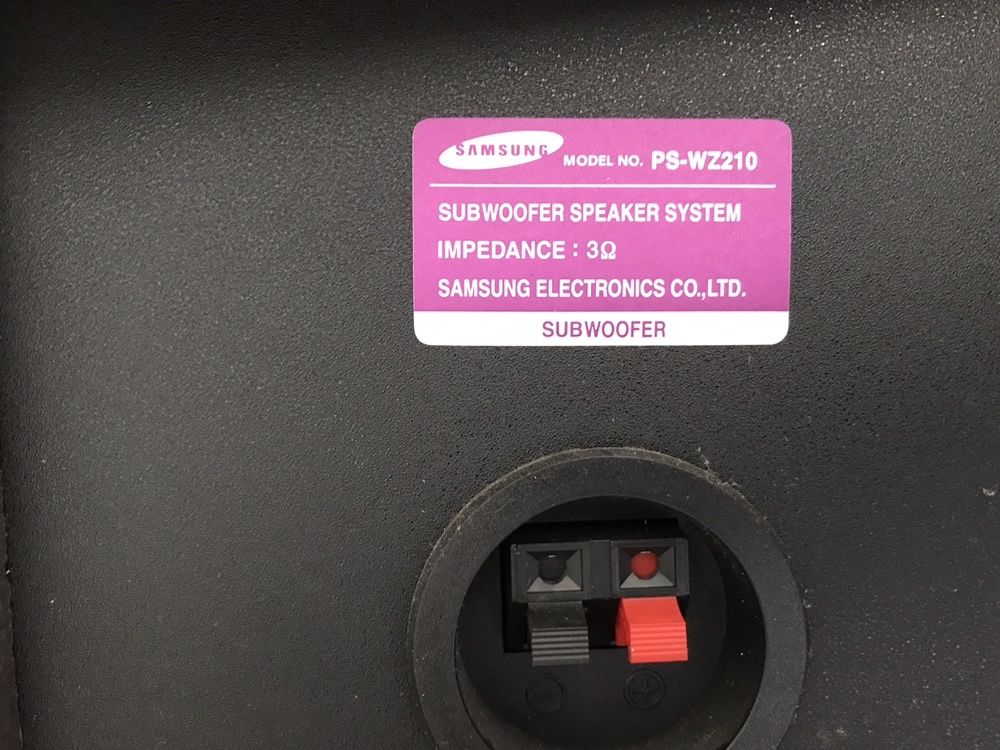 SAMSUNG MODEL NO. PS-WZ210
SUBWOOFER SPEAKER SYSTEM
IMPEDANCE : 3Ω
SAMSUNG ELECTRONICS CO.,LTD.
SUBWOOFER